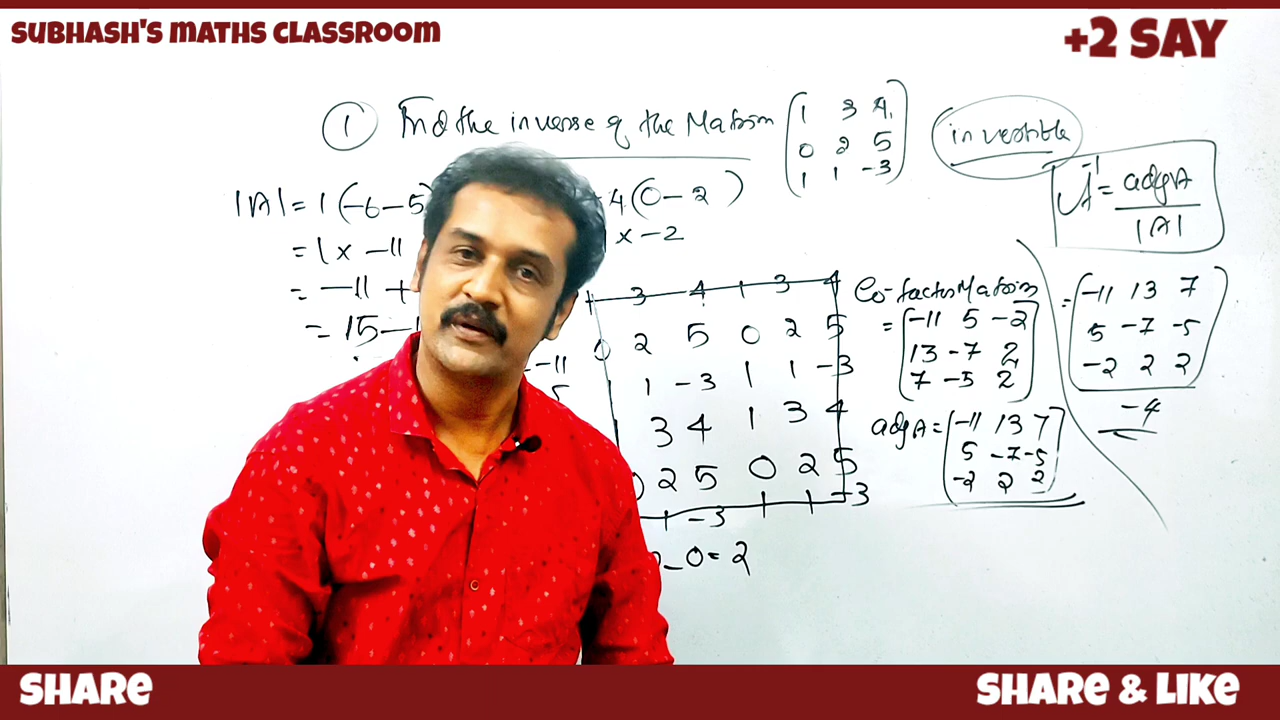 SUBHASH'S MATHS CLASSROOM
+2 SAY
① Find the inverse of the Matrix
1 3 4
0 2 5
1 1 -3
invertible
A⁻¹ = adjA
|A|
|A| = 1(-6-5) 4(0-2)
= 1x-11 x-2
= -11 +
= 15-1
-11
5
3 4 1 3 4
0 2 5 0 2 5
1 1 -3 1 1 -3
3 4 1 3 4
2 5 0 2 5
1 -3 1 1 -3
-0=2
Co-factor Matrix
= -11 5 -2
13 -7 2
7 -5 2
adjA = -11 13 7
5 -7 -5
-2 2 2
= -11 13 7
5 -7 -5
-2 2 2
-4
SHARE
SHARE & LIKE